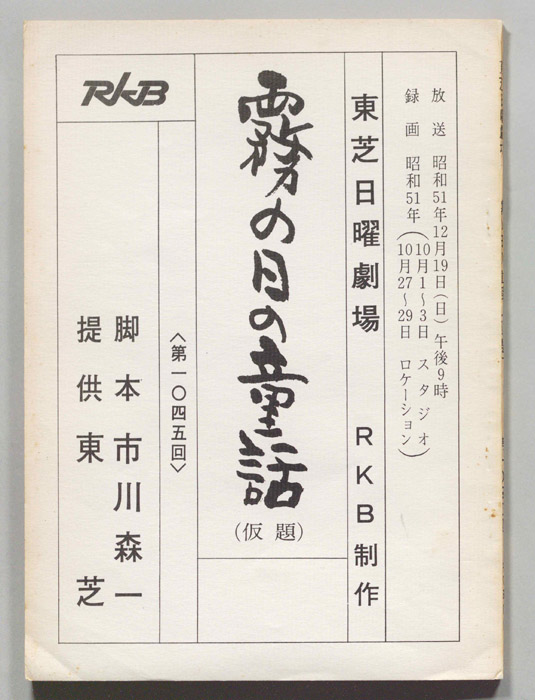 放送 昭和51年12月19日(日) 午後9時
録画 昭和51年(10月1〜3日 スタジオ
10月27〜29日 ロケーション)
東芝日曜劇場 RKB制作
霧の日の童話
(仮題)
〈第一〇四五回〉
RKB
脚本 市川森一
提供 東芝